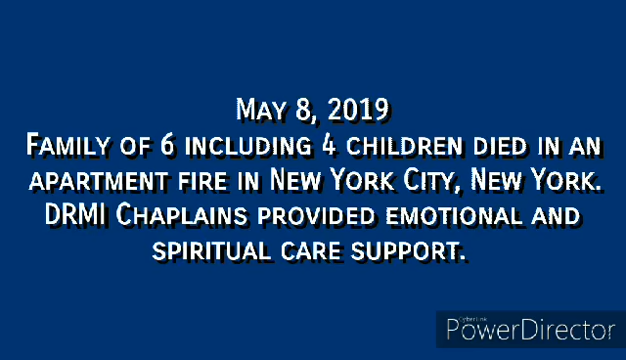 May 8, 2019
Family of 6 including 4 children died in an
apartment fire in New York City, New York.
DRMI Chaplains provided emotional and
spiritual care support.
CyberLink
PowerDirector